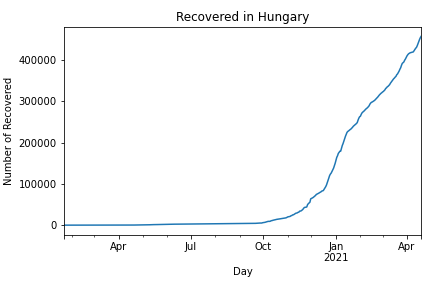 Recovered in Hungary
Number of Recovered
400000
300000
200000
100000
0
Apr
Jul
Oct
Jan
2021
Apr
Day